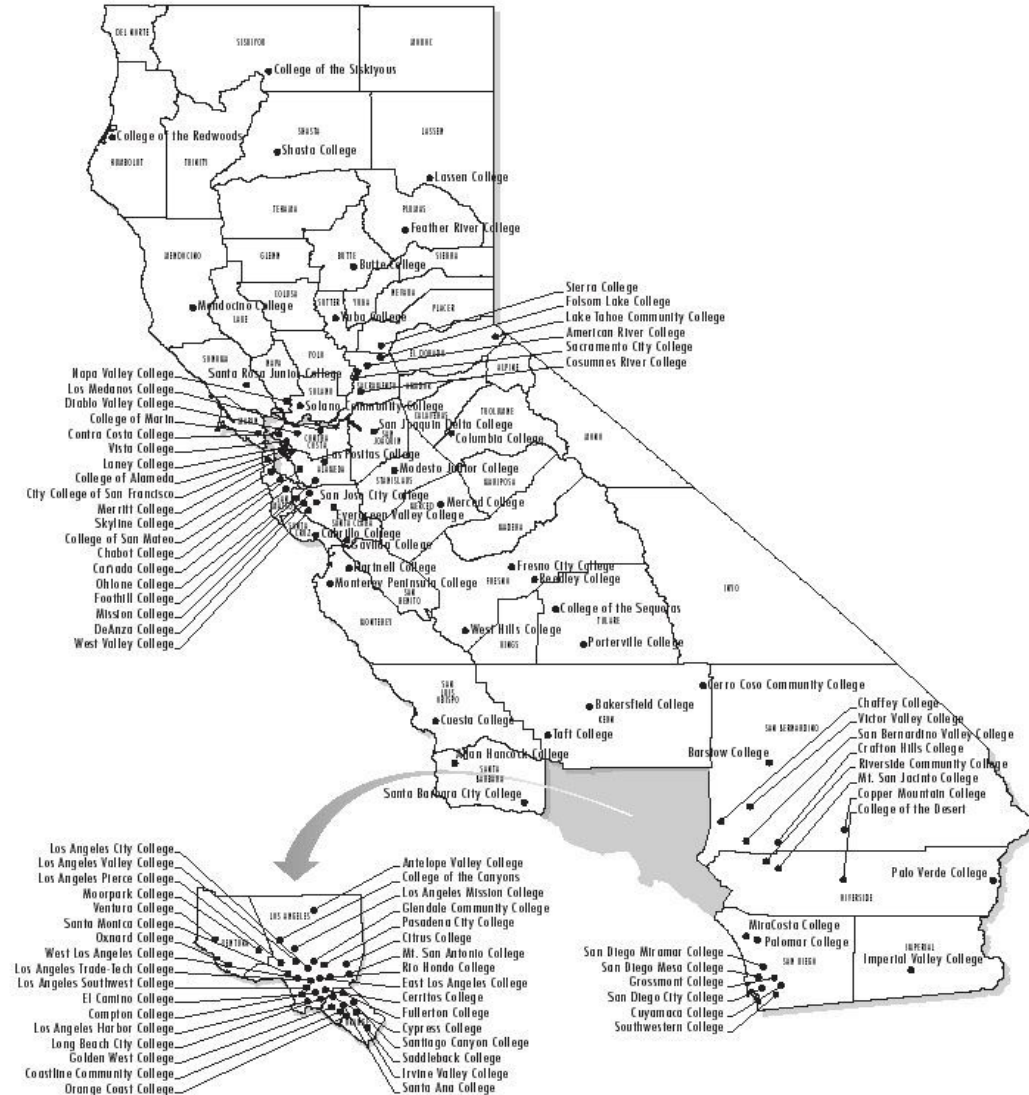 DEL NORTE
SISKIYOU
MODOC
College of the Siskiyous
College of the Redwoods
HUMBOLDT
TRINITY
SHASTA
Shasta College
LASSEN
Lassen College
TEHAMA
PLUMAS
Feather River College
MENDOCINO
GLENN
BUTTE
Butte College
SIERRA
COLUSA
NEVADA
Mendocino College
LAKE
SUTTER
YUBA
Yuba College
PLACER
Sierra College
Folsom Lake College
Lake Tahoe Community College
American River College
Sacramento City College
Cosumnes River College
YOLO
EL DORADO
ALPINE
SONOMA
NAPA
Santa Rosa Junior College
SOLANO
SACRAMENTO
AMADOR
Solano Community College
CALAVERAS
TUOLUMNE
MONO
MARIN
Napa Valley College
Los Medanos College
Diablo Valley College
College of Marin
Contra Costa College
Vista College
Laney College
College of Alameda
City College of San Francisco
Merritt College
Skyline College
College of San Mateo
Chabot College
Cañada College
Ohlone College
Foothill College
Mission College
DeAnza College
West Valley College
CONTRA COSTA
San Joaquin Delta College
SAN JOAQUIN
Columbia College
Las Positas College
ALAMEDA
STANISLAUS
Modesto Junior College
MARIPOSA
SAN MATEO
San Jose City College
MERCED
Merced College
Evergreen Valley College
SANTA CLARA
MADERA
SANTA CRUZ
Cabrillo College
Gavilan College
Hartnell College
Monterey Peninsula College
SAN BENITO
FRESNO
Fresno City College
Reedley College
INYO
MONTEREY
College of the Sequoras
TULARE
West Hills College
KINGS
Porterville College
SAN LUIS OBISPO
Cuesta College
Cerro Coso Community College
Bakersfield College
KERN
Taft College
SAN BERNARDINO
Barstow College
Allan Hancock College
SANTA BARBARA
Santa Barbara City College
Chaffey College
Victor Valley College
San Bernardino Valley College
Crafton Hills College
Riverside Community College
Mt. San Jacinto College
Copper Mountain College
College of the Desert
Palo Verde College
RIVERSIDE
MiraCosta College
Palomar College
SAN DIEGO
IMPERIAL
Imperial Valley College
San Diego Miramar College
San Diego Mesa College
Grossmont College
San Diego City College
Cuyamaca College
Southwestern College
Los Angeles City College
Los Angeles Valley College
Los Angeles Pierce College
Moorpark College
Ventura College
Santa Monica College
Oxnard College
West Los Angeles College
Los Angeles Trade-Tech College
Los Angeles Southwest College
El Camino College
Compton College
Los Angeles Harbor College
Long Beach City College
Golden West College
Coastline Community College
Orange Coast College
LOS ANGELES
VENTURA
ORANGE
Antelope Valley College
College of the Canyons
Los Angeles Mission College
Glendale Community College
Pasadena City College
Citrus College
Mt. San Antonio College
Rio Hondo College
East Los Angeles College
Cerritos College
Fullerton College
Cypress College
Santiago Canyon College
Saddleback College
Irvine Valley College
Santa Ana College